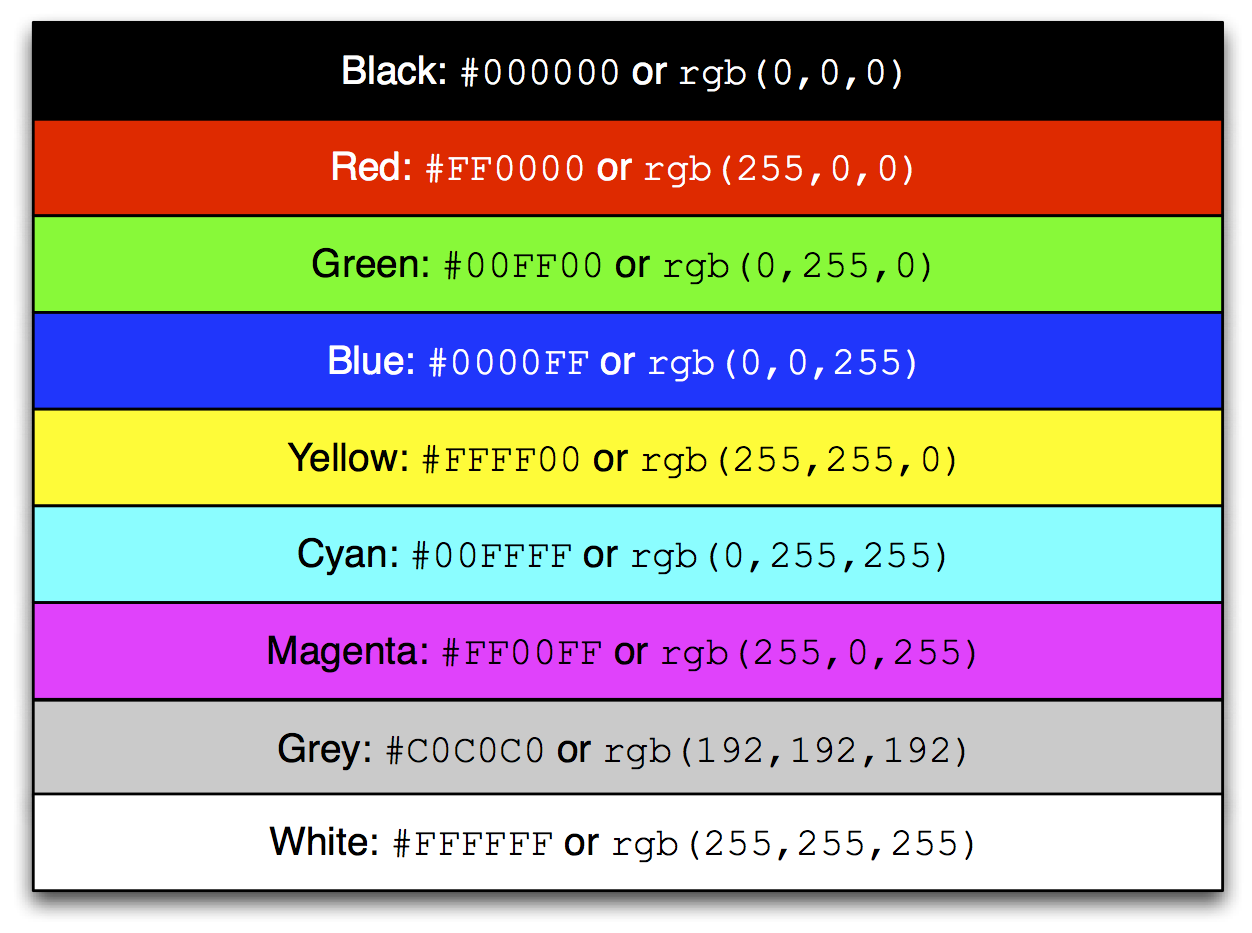 Black: #000000 or rgb(0,0,0)
Red: #FF0000 or rgb(255,0,0)
Green: #00FF00 or rgb(0,255,0)
Blue: #0000FF or rgb(0,0,255)
Yellow: #FFFF00 or rgb(255,255,0)
Cyan: #00FFFF or rgb(0,255,255)
Magenta: #FF00FF or rgb(255,0,255)
Grey: #C0C0C0 or rgb(192,192,192)
White: #FFFFFF or rgb(255,255,255)